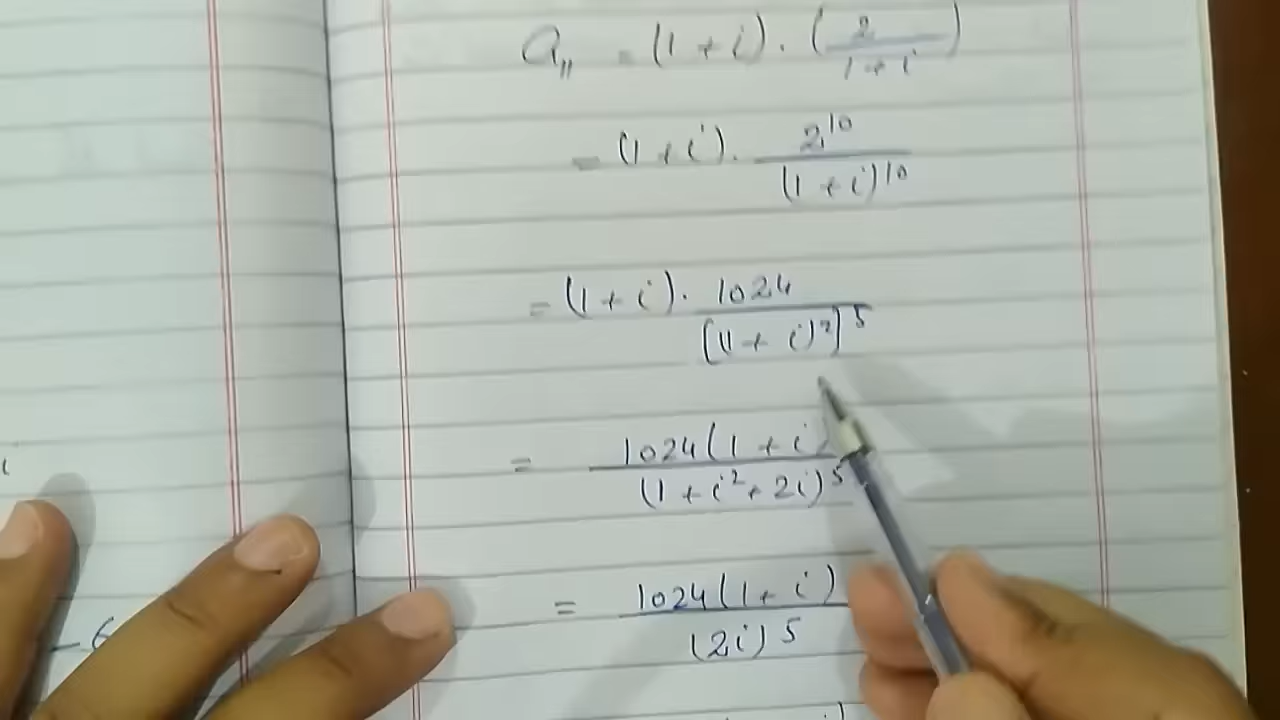 a₁₁ = (1 + i) . (2 / 1 + i)
= (1 + i) . 2¹⁰ / (1 + i)¹⁰
= (1 + i) . 1024 / [(1 + i)²]⁵
= 1024(1 + i) / (1 + i² + 2i)⁵
= 1024(1 + i) / (2i)⁵